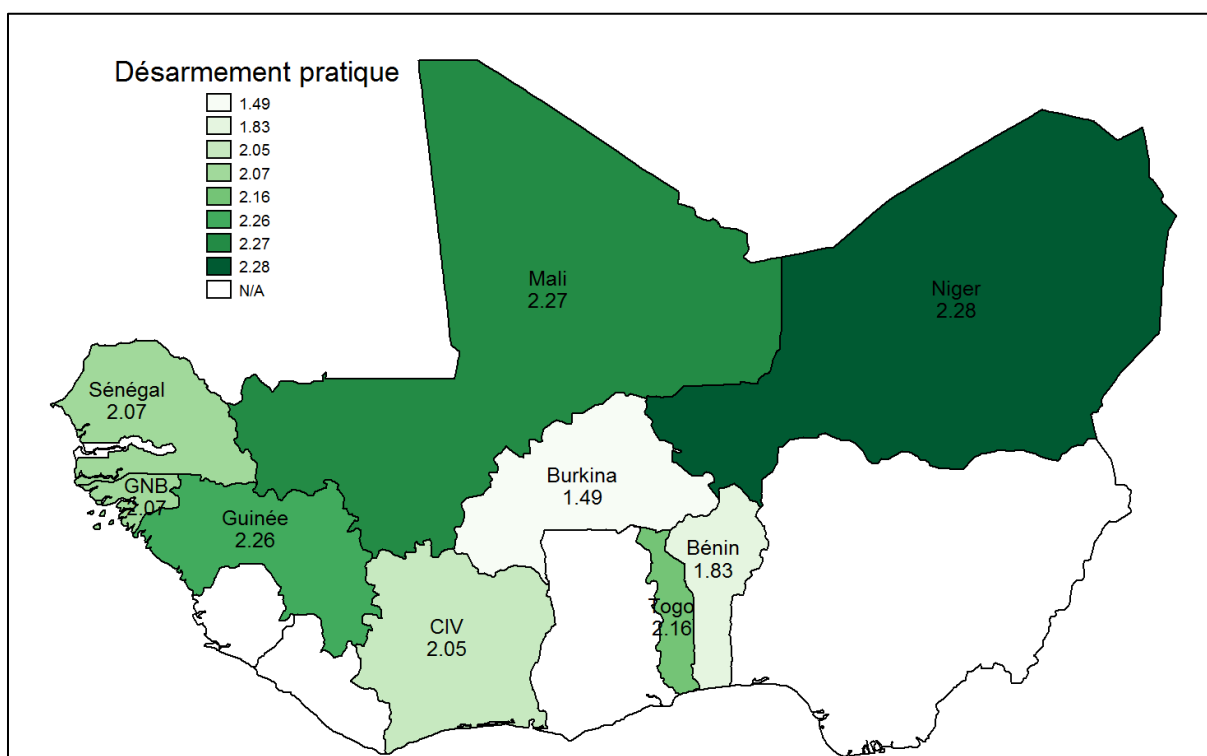 Désarmement pratique
1.49
1.83
2.05
2.07
2.16
2.26
2.27
2.28
N/A
Mali
2.27
Niger
2.28
Sénégal
2.07
GNB
2.07
Guinée
2.26
Burkina
1.49
Bénin
1.83
Togo
2.16
CIV
2.05